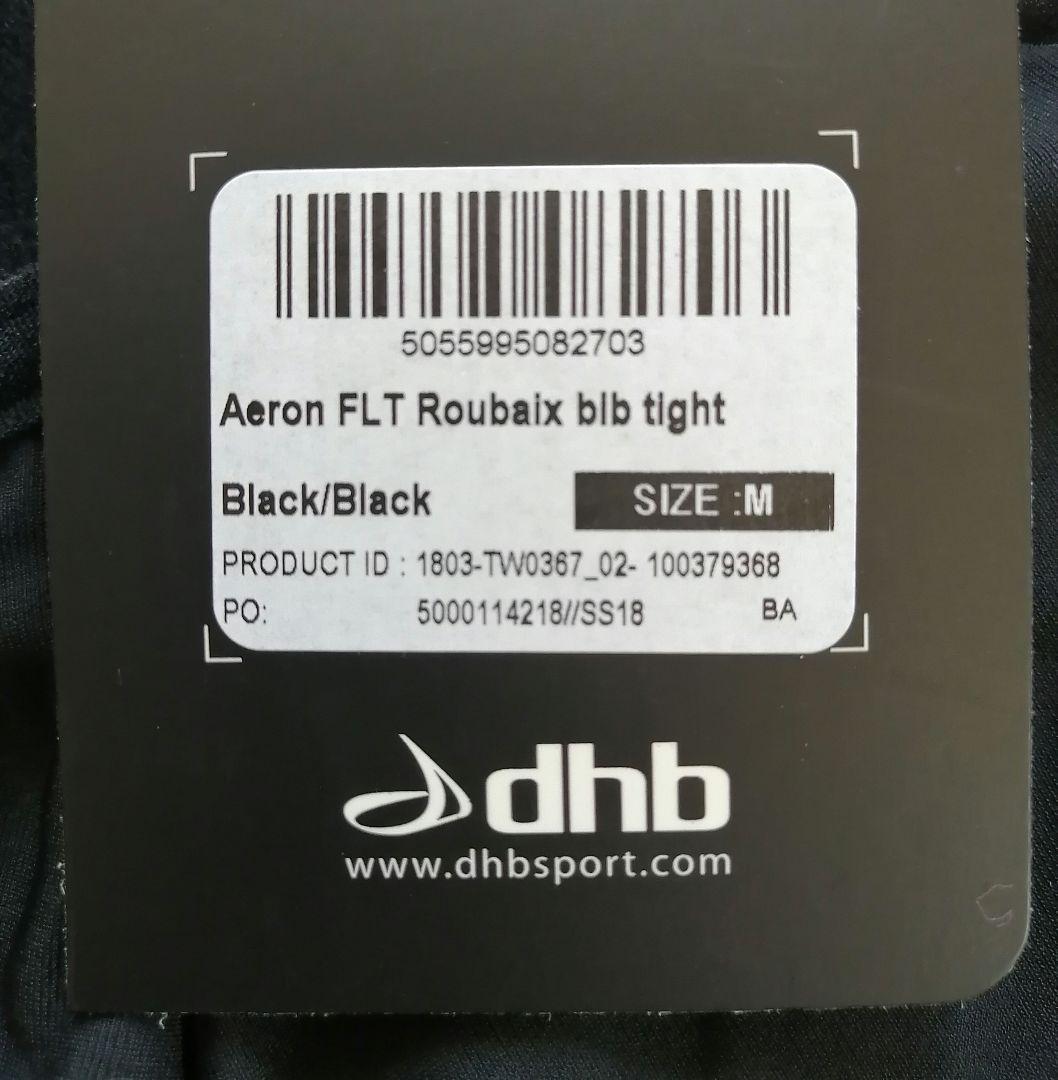 5055995082703
Aeron FLT Roubaix bib tight
Black/Black
SIZE :M
PRODUCT ID : 1803-TW0367_02- 100379368
PO: 5000114218//SS18 BA
dhb
www.dhbsport.com